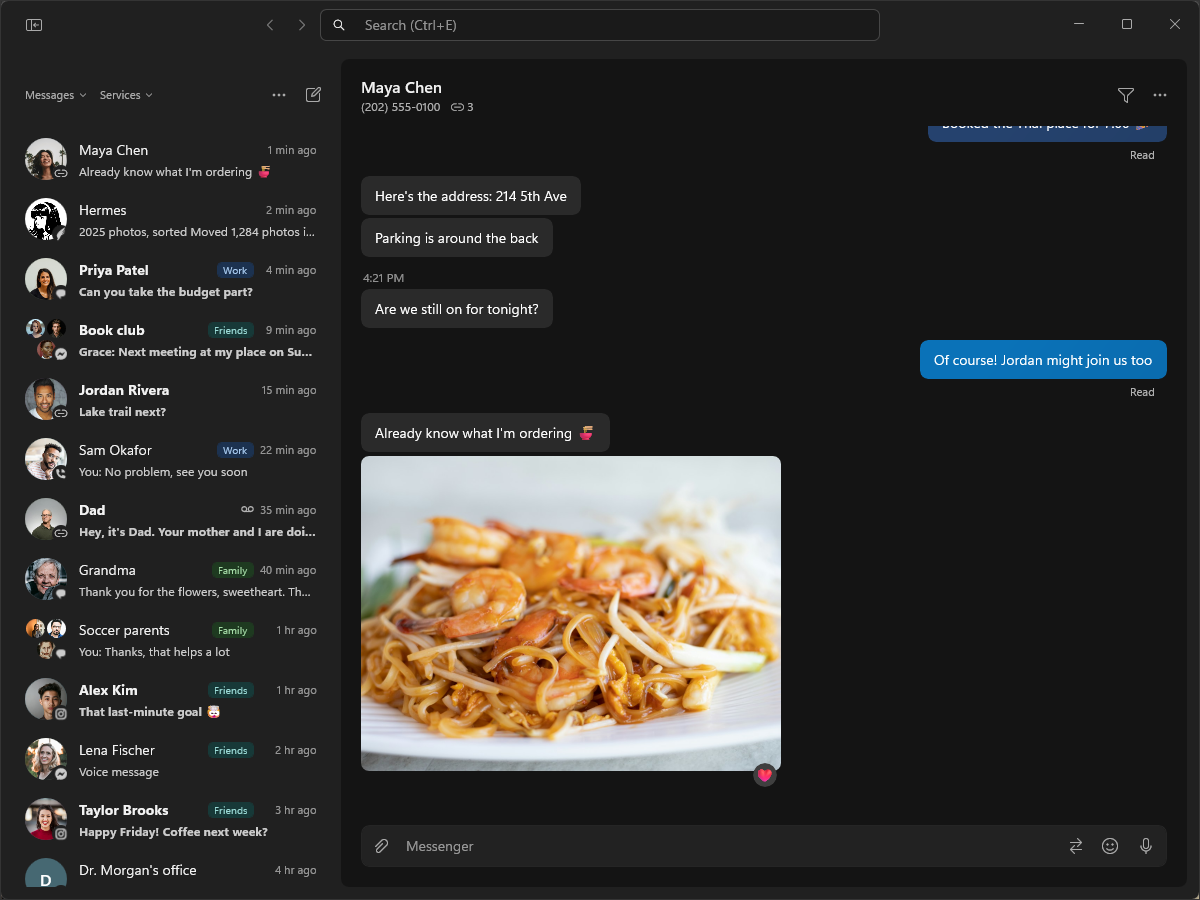 Search (Ctrl+E)
Messages
Services
Maya Chen
1 min ago
Already know what I'm ordering 🍜
Hermes
2 min ago
2025 photos, sorted Moved 1,284 photos i...
Priya Patel
Work
4 min ago
Can you take the budget part?
Book club
Friends
9 min ago
Grace: Next meeting at my place on Su...
Jordan Rivera
15 min ago
Lake trail next?
Sam Okafor
Work
22 min ago
You: No problem, see you soon
Dad
35 min ago
Hey, it's Dad. Your mother and I are doi...
Grandma
Family
40 min ago
Thank you for the flowers, sweetheart. Th...
Soccer parents
Family
1 hr ago
You: Thanks, that helps a lot
Alex Kim
Friends
1 hr ago
That last-minute goal
Lena Fischer
Friends
2 hr ago
Voice message
Taylor Brooks
Friends
3 hr ago
Happy Friday! Coffee next week?
D
Dr. Morgan's office
4 hr ago
Maya Chen
(202) 555-0100
3
Booked the Thai place for 7:00
Read
Here's the address: 214 5th Ave
Parking is around the back
4:21 PM
Are we still on for tonight?
Of course! Jordan might join us too
Read
Already know what I'm ordering 🍜
Messenger